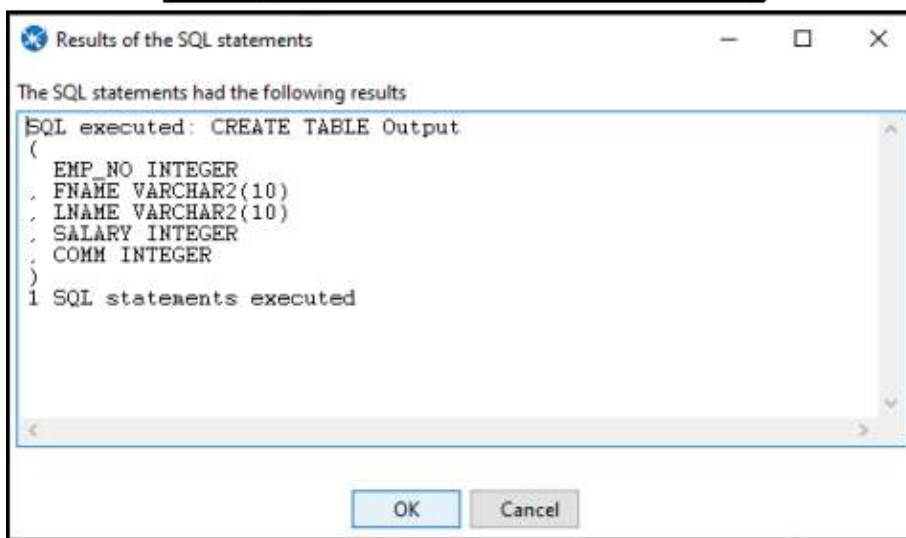 Results of the SQL statements
The SQL statements had the following results
SQL executed: CREATE TABLE Output
(
EMP_NO INTEGER
, FNAME VARCHAR2(10)
, LNAME VARCHAR2(10)
, SALARY INTEGER
, COMM INTEGER
)
1 SQL statements executed
OK Cancel